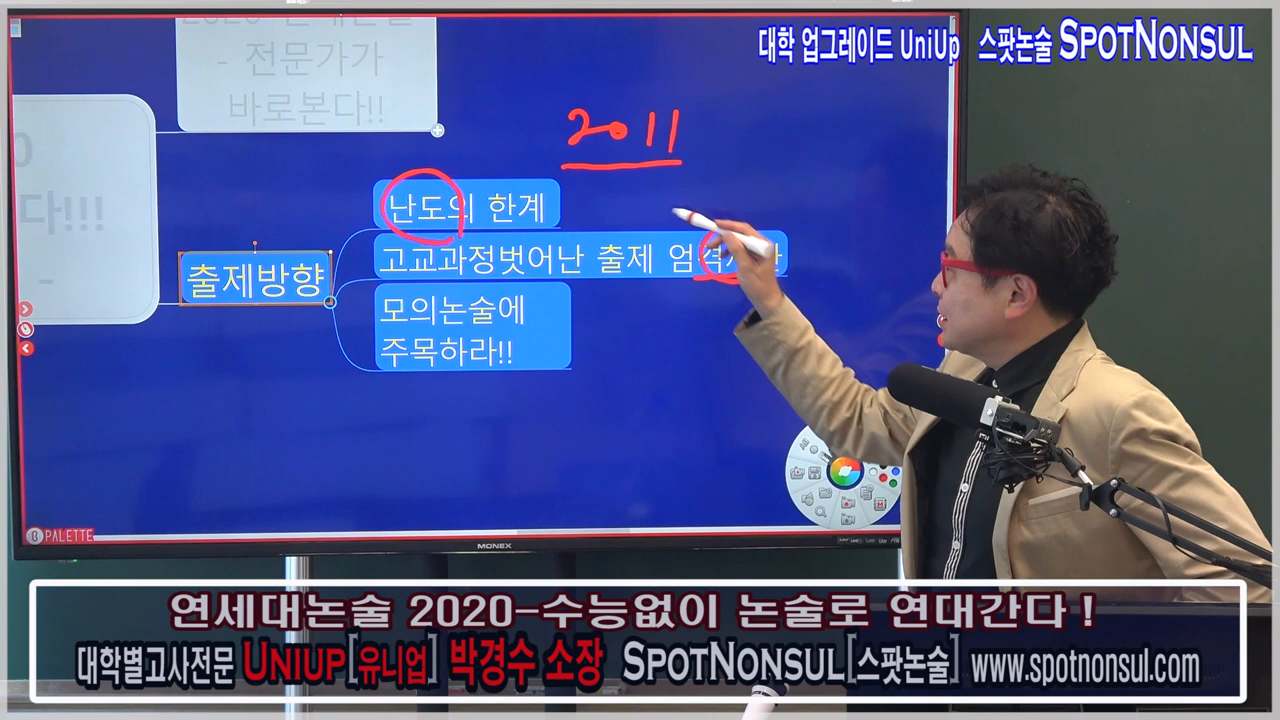 대학 업그레이드 UniUp 스팟논술 SPOTNONSUL
- 전문가가
바로본다!!
2011
다!!!
난도의 한계
고교과정벗어난 출제
출제방향
모의논술에
주목하라!!
PALETTE
MONEX
연세대논술 2020-수능없이 논술로 연대간다!
대학별고사전문 UNIUP[유니업] 박경수 소장 SPOTNONSUL[스팟논술] www.spotnonsul.com